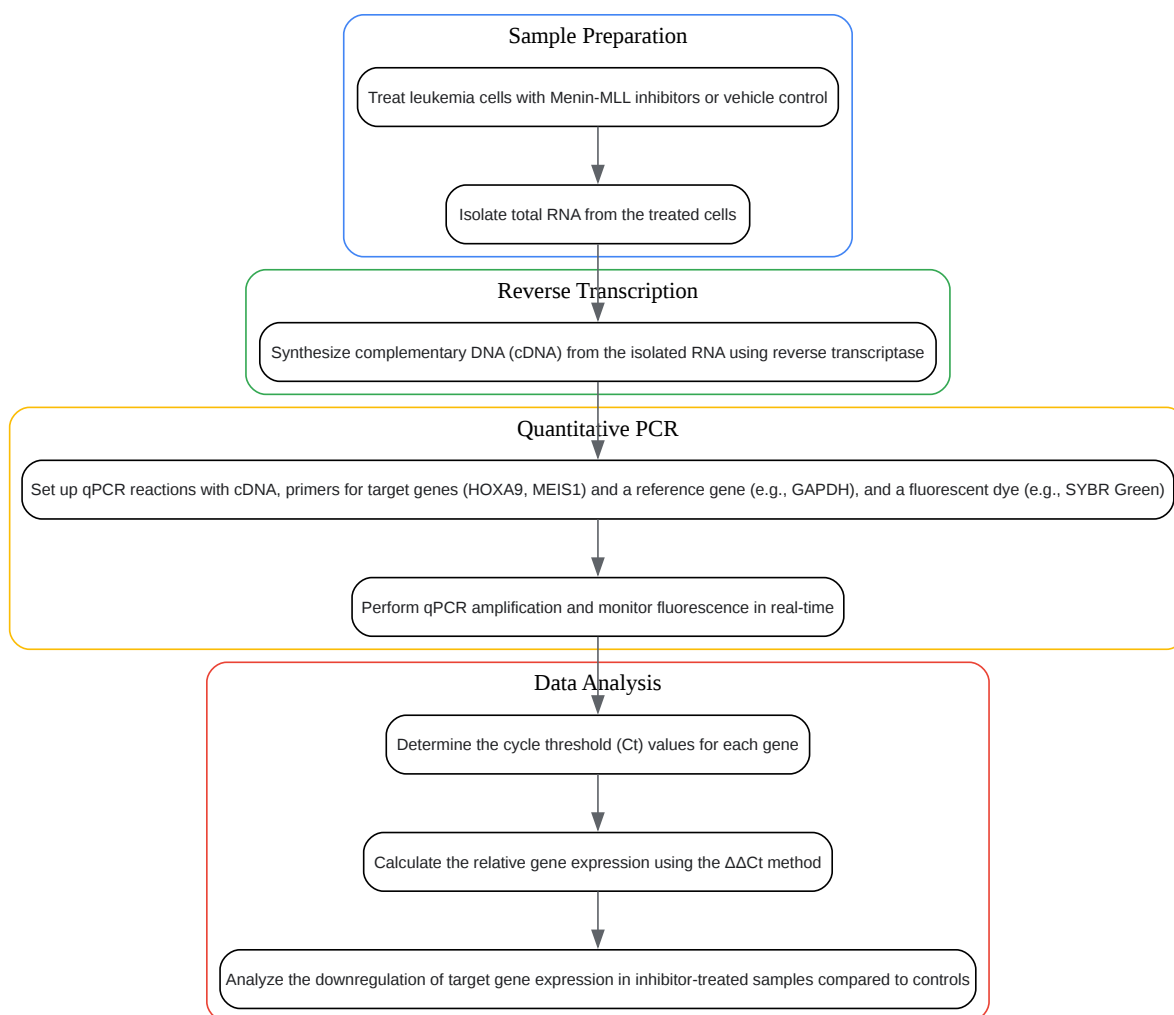 Sample Preparation
Treat leukemia cells with Menin-MLL inhibitors or vehicle control
Isolate total RNA from the treated cells
Reverse Transcription
Synthesize complementary DNA (cDNA) from the isolated RNA using reverse transcriptase
Quantitative PCR
Set up qPCR reactions with cDNA, primers for target genes (HOXA9, MEIS1) and a reference gene (e.g., GAPDH), and a fluorescent dye (e.g., SYBR Green)
Perform qPCR amplification and monitor fluorescence in real-time
Data Analysis
Determine the cycle threshold (Ct) values for each gene
Calculate the relative gene expression using the ΔΔCt method
Analyze the downregulation of target gene expression in inhibitor-treated samples compared to controls